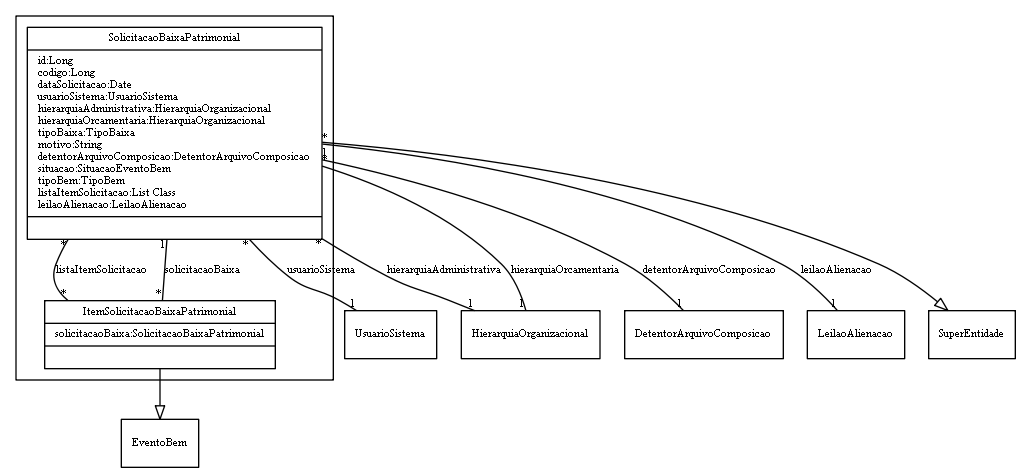 SolicitacaoBaixaPatrimonial
id:Long
codigo:Long
dataSolicitacao:Date
usuarioSistema:UsuarioSistema
hierarquiaAdministrativa:HierarquiaOrganizacional
hierarquiaOrcamentaria:HierarquiaOrganizacional
tipoBaixa:TipoBaixa
motivo:String
detentorArquivoComposicao:DetentorArquivoComposicao
situacao:SituacaoEventoBem
tipoBem:TipoBem
listaItemSolicitacao:List Class
leilaoAlienacao:LeilaoAlienacao
*
1
*
* 1 * *
listaItemSolicitacao solicitacaoBaixa usuarioSistema hierarquiaAdministrativa hierarquiaOrcamentaria detentorArquivoComposicao leilaoAlienacao
* * 1 1 1 1 1
ItemSolicitacaoBaixaPatrimonial
solicitacaoBaixa:SolicitacaoBaixaPatrimonial
UsuarioSistema HierarquiaOrganizacional DetentorArquivoComposicao LeilaoAlienacao SuperEntidade
EventoBem